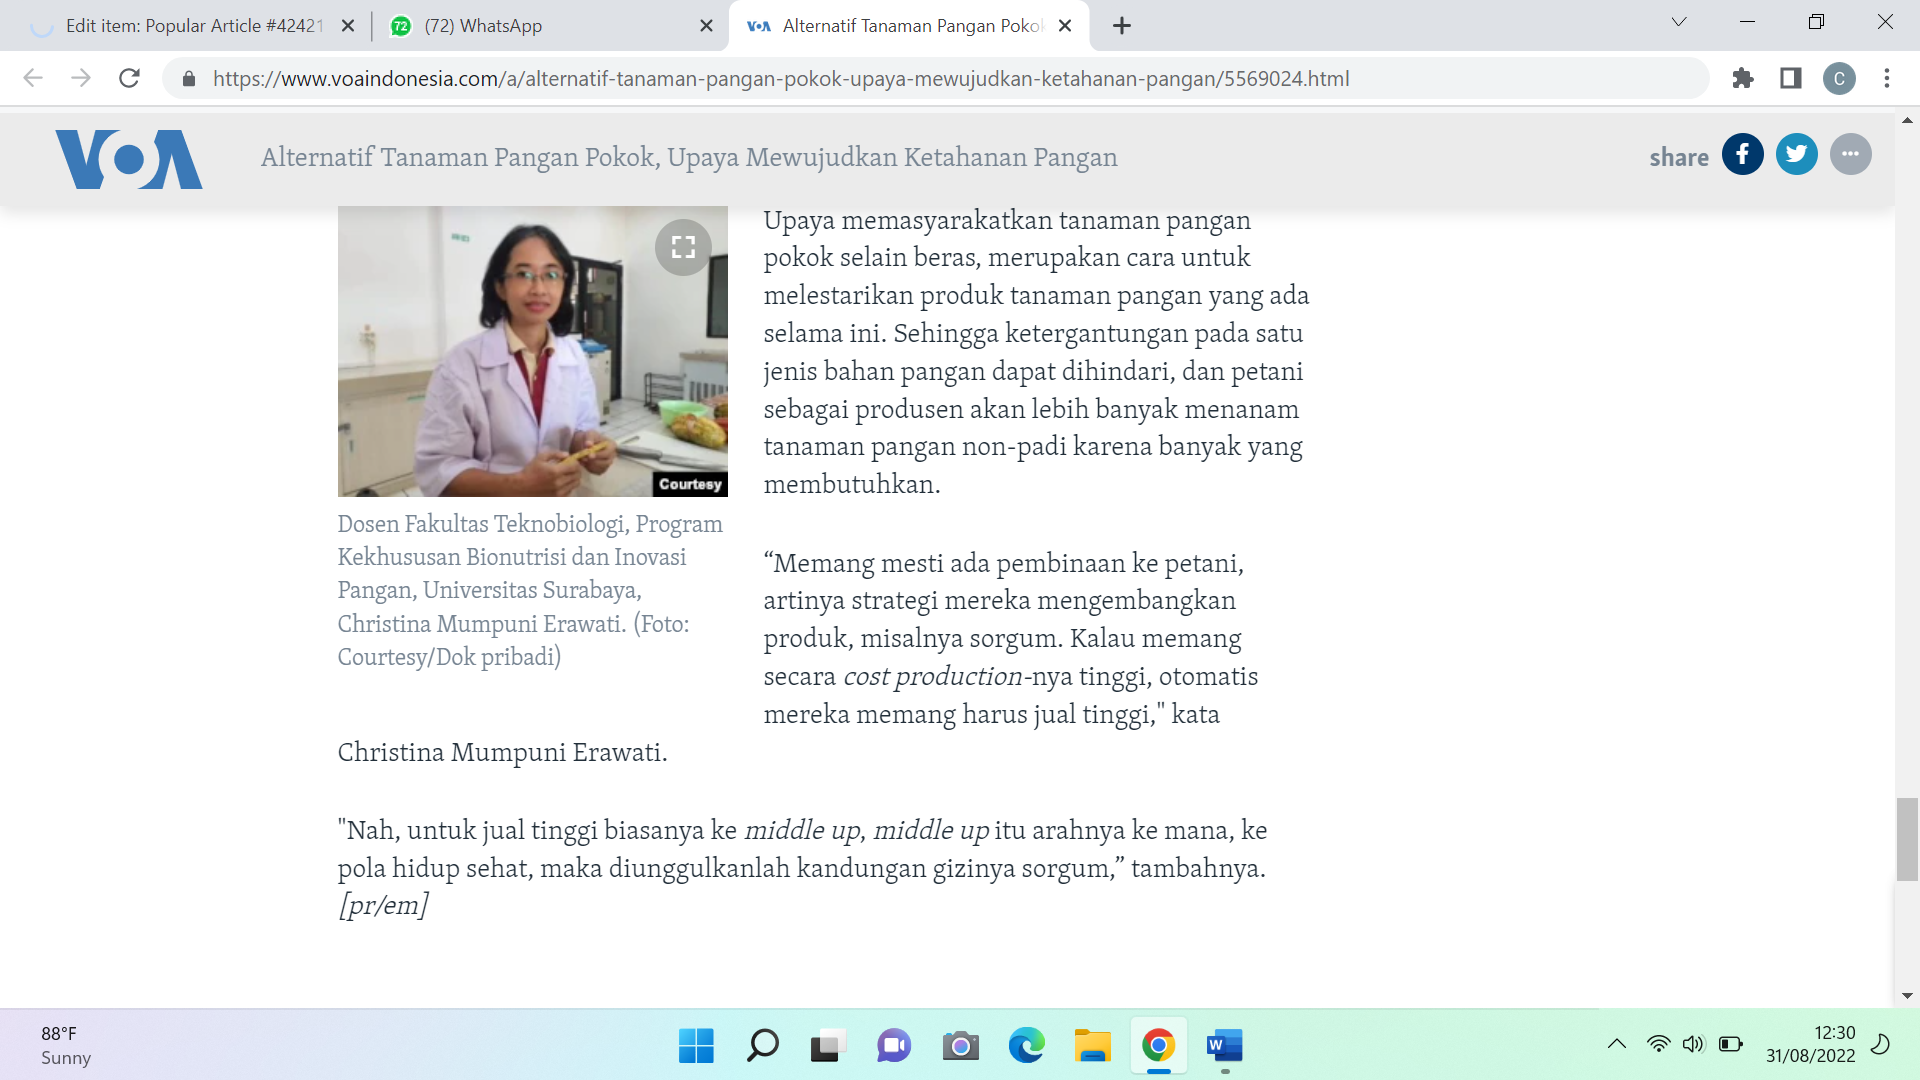 Edit item: Popular Article #42421
72
(72) WhatsApp
VOA
Alternatif Tanaman Pangan Poko
https://www.voaindonesia.com/a/alternatif-tanaman-pangan-pokok-upaya-mewujudkan-ketahanan-pangan/5569024.html
C
VOA
Alternatif Tanaman Pangan Pokok, Upaya Mewujudkan Ketahanan Pangan
share
Courtesy
Dosen Fakultas Teknobiologi, Program
Kekhususan Bionutrisi dan Inovasi
Pangan, Universitas Surabaya,
Christina Mumpuni Erawati. (Foto:
Courtesy/Dok pribadi)
Upaya memasyarakatkan tanaman pangan
pokok selain beras, merupakan cara untuk
melestarikan produk tanaman pangan yang ada
selama ini. Sehingga ketergantungan pada satu
jenis bahan pangan dapat dihindari, dan petani
sebagai produsen akan lebih banyak menanam
tanaman pangan non-padi karena banyak yang
membutuhkan.
“Memang mesti ada pembinaan ke petani,
artinya strategi mereka mengembangkan
produk, misalnya sorgum. Kalau memang
secara cost production-nya tinggi, otomatis
mereka memang harus jual tinggi," kata
Christina Mumpuni Erawati.
"Nah, untuk jual tinggi biasanya ke middle up, middle up itu arahnya ke mana, ke
pola hidup sehat, maka diunggulkanlah kandungan gizinya sorgum,” tambahnya.
[pr/em]
88°F
Sunny
W
12:30
31/08/2022